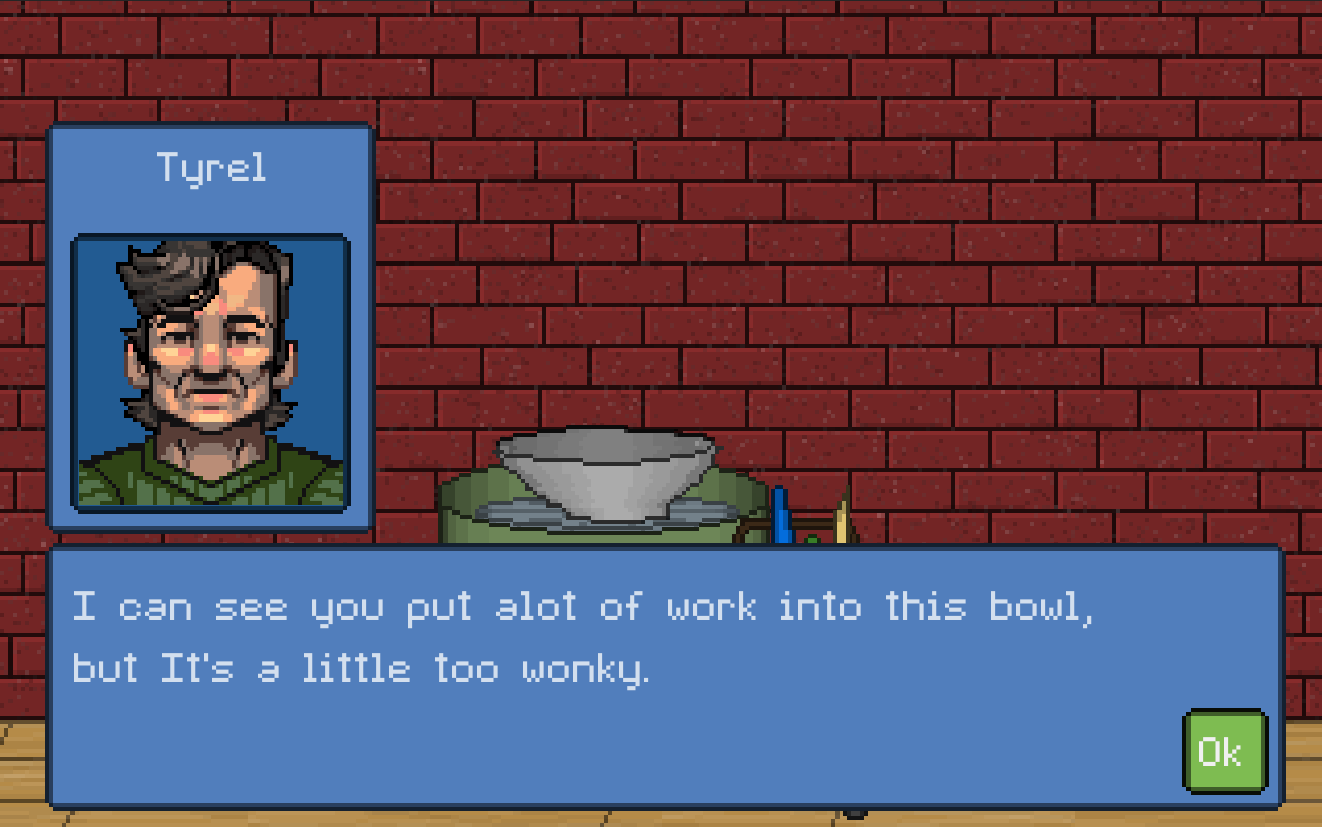 Tyrel
I can see you put alot of work into this bowl,
but It's a little too wonky.
Ok